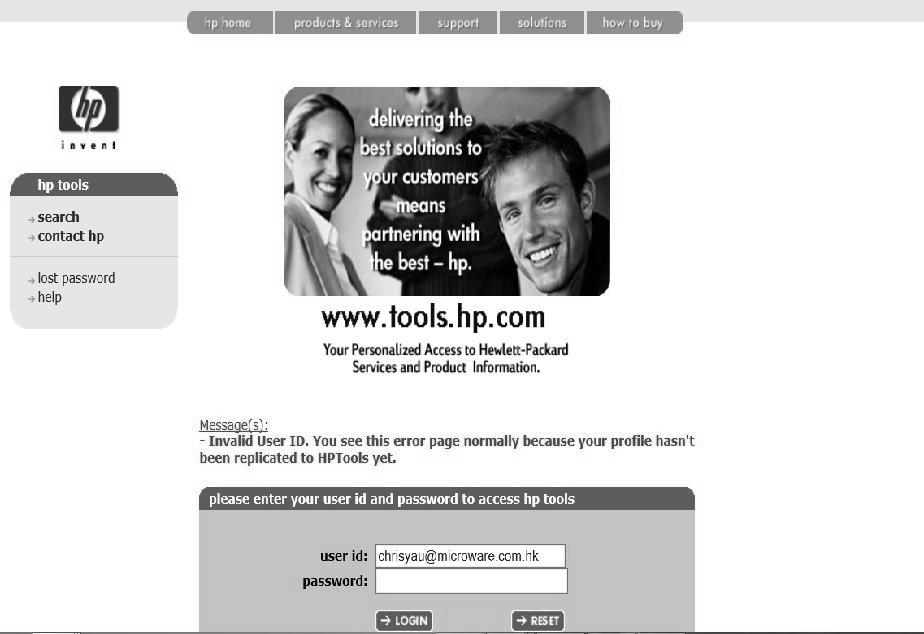 hp home
products & services
support
solutions
how to buy
hp
invent
hp tools
search
contact hp
lost password
help
delivering the
best solutions to
your customers
means
partnering with
the best – hp.
www.tools.hp.com
Your Personalized Access to Hewlett-Packard
Services and Product Information.
Message(s):
- Invalid User ID. You see this error page normally because your profile hasn't
been replicated to HPTools yet.
please enter your user id and password to access hp tools
user id: chrisyau@microware.com.hk
password:
LOGIN
RESET